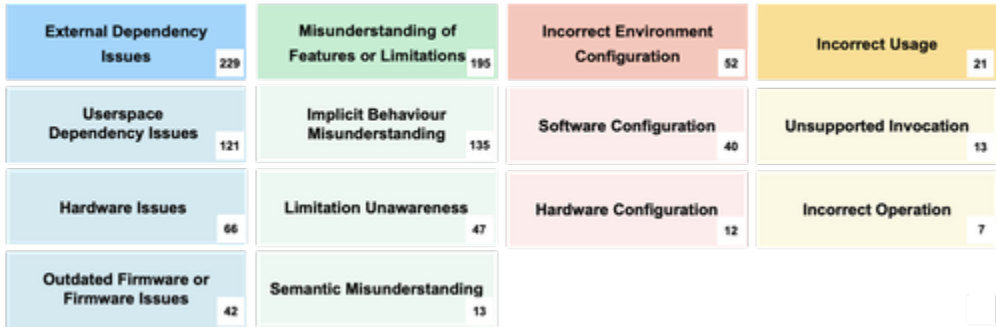 External Dependency
Issues
229
Misunderstanding of
Features or Limitations
195
Incorrect Environment
Configuration
52
Incorrect Usage
21
Userspace
Dependency Issues
121
Implicit Behaviour
Misunderstanding
135
Software Configuration
40
Unsupported Invocation
13
Hardware Issues
66
Limitation Unawareness
47
Hardware Configuration
12
Incorrect Operation
7
Outdated Firmware or
Firmware Issues
42
Semantic Misunderstanding
13